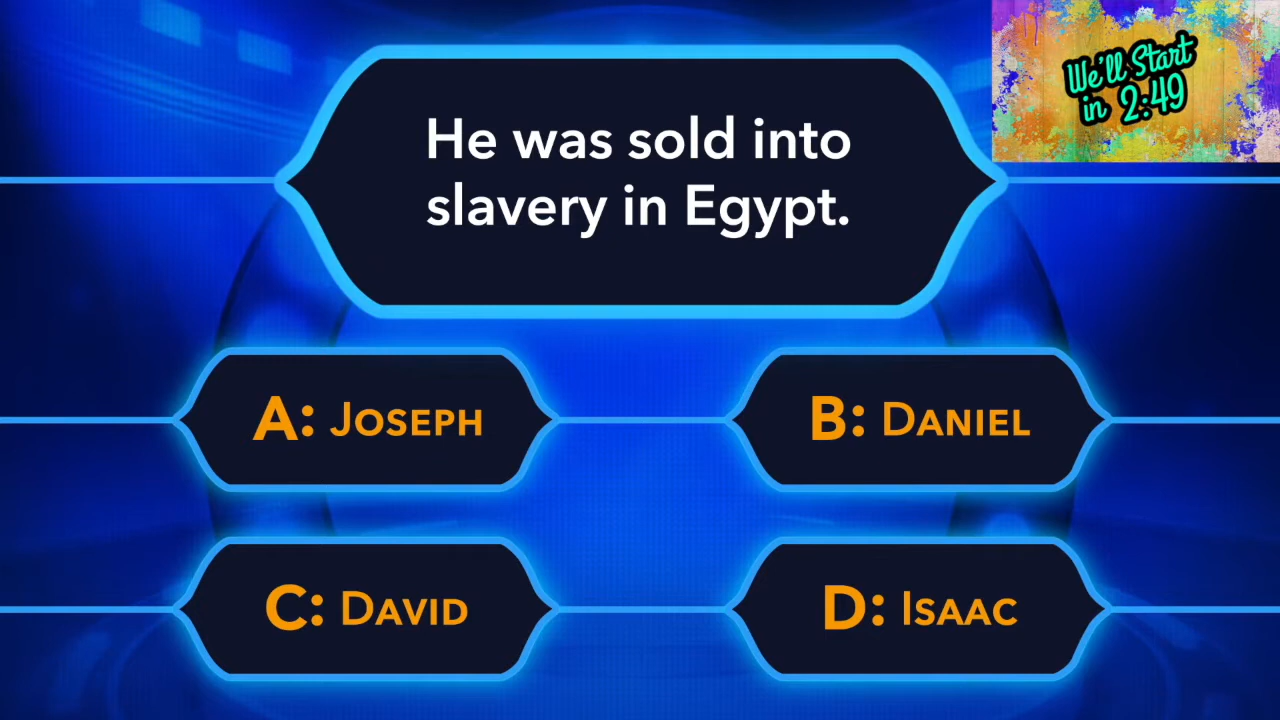 He was sold into
slavery in Egypt.
We'll Start
in 2:49
A: Joseph
B: Daniel
C: David
D: Isaac